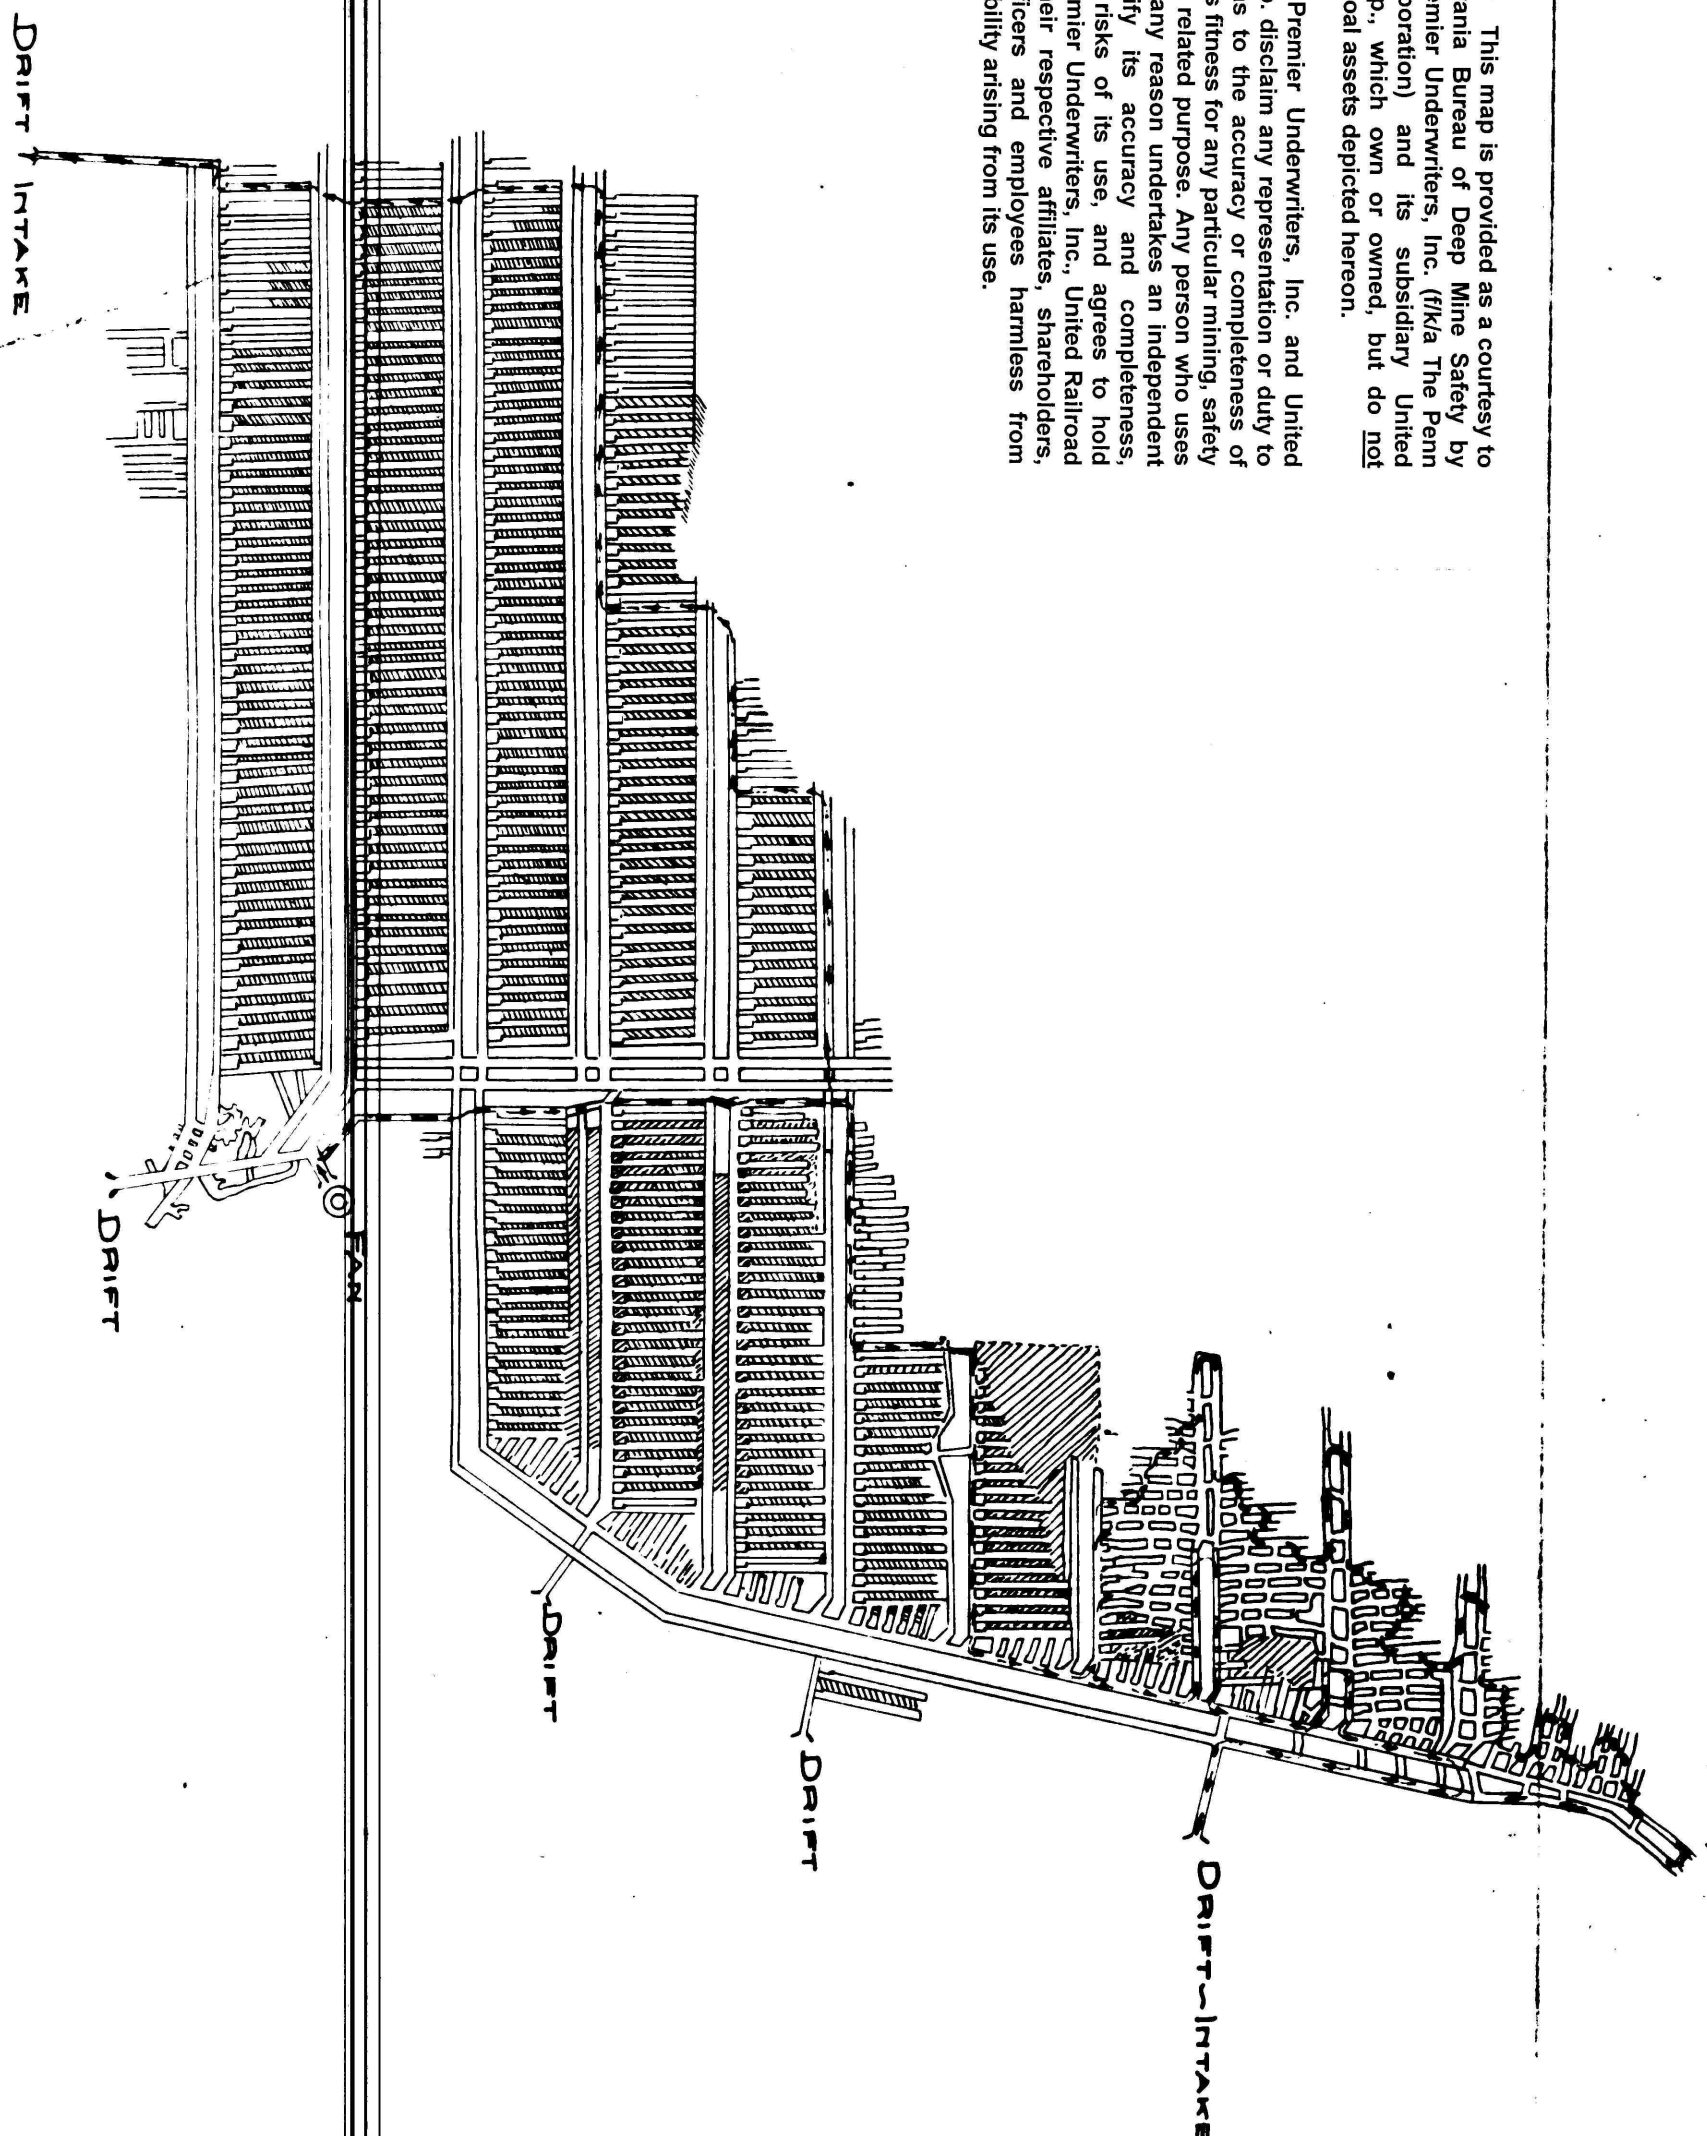 This map is provided as a courtesy to
ania Bureau of Deep Mine Safety by
emier Underwriters, Inc. (f/k/a The Penn
poration) and its subsidiary United
p., which own or owned, but do not
oal assets depicted hereon.
Premier Underwriters, Inc. and United
. disclaim any representation or duty to
s to the accuracy or completeness of
s fitness for any particular mining, safety
related purpose. Any person who uses
any reason undertakes an independent
ify its accuracy and completeness,
risks of its use, and agrees to hold
mier Underwriters, Inc., United Railroad
eir respective affiliates, shareholders,
ficers and employees harmless from
bility arising from its use.
DRIFT INTAKE
DRIFT
FAN
DRIFT
DRIFT
DRIFT~INTAKE